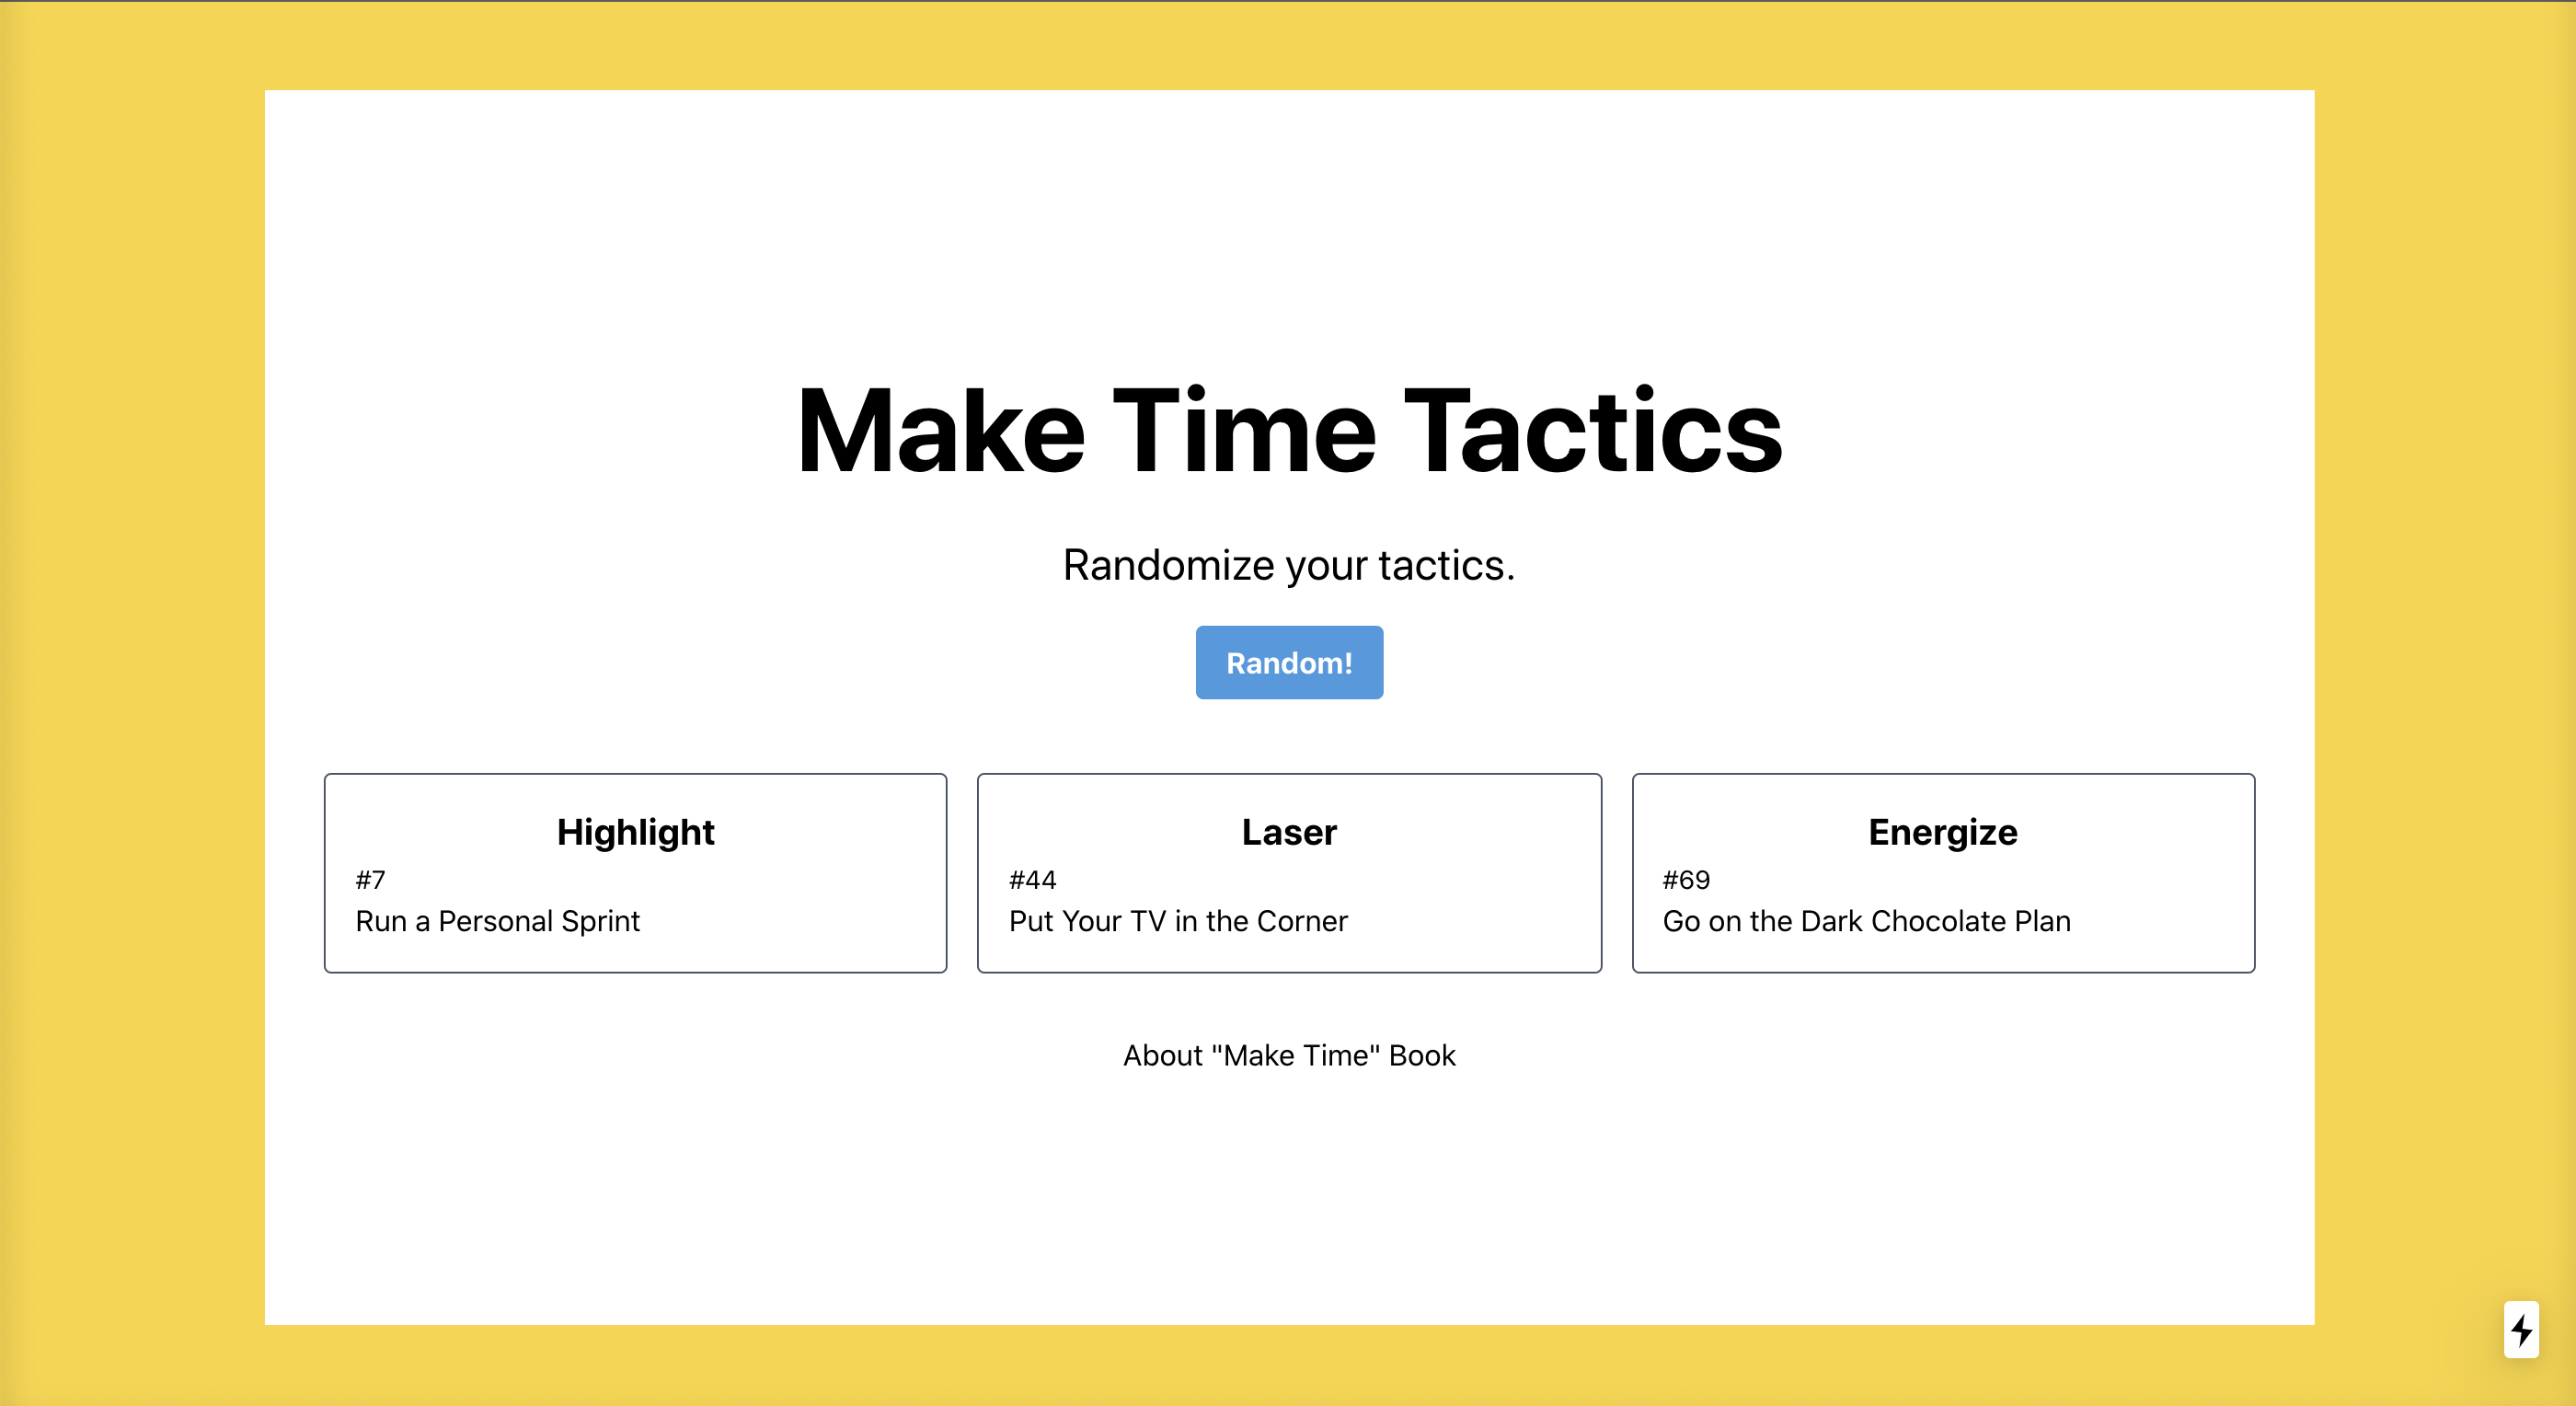 Make Time Tactics
Randomize your tactics.
Random!
Highlight
#7
Run a Personal Sprint
Laser
#44
Put Your TV in the Corner
Energize
#69
Go on the Dark Chocolate Plan
About "Make Time" Book